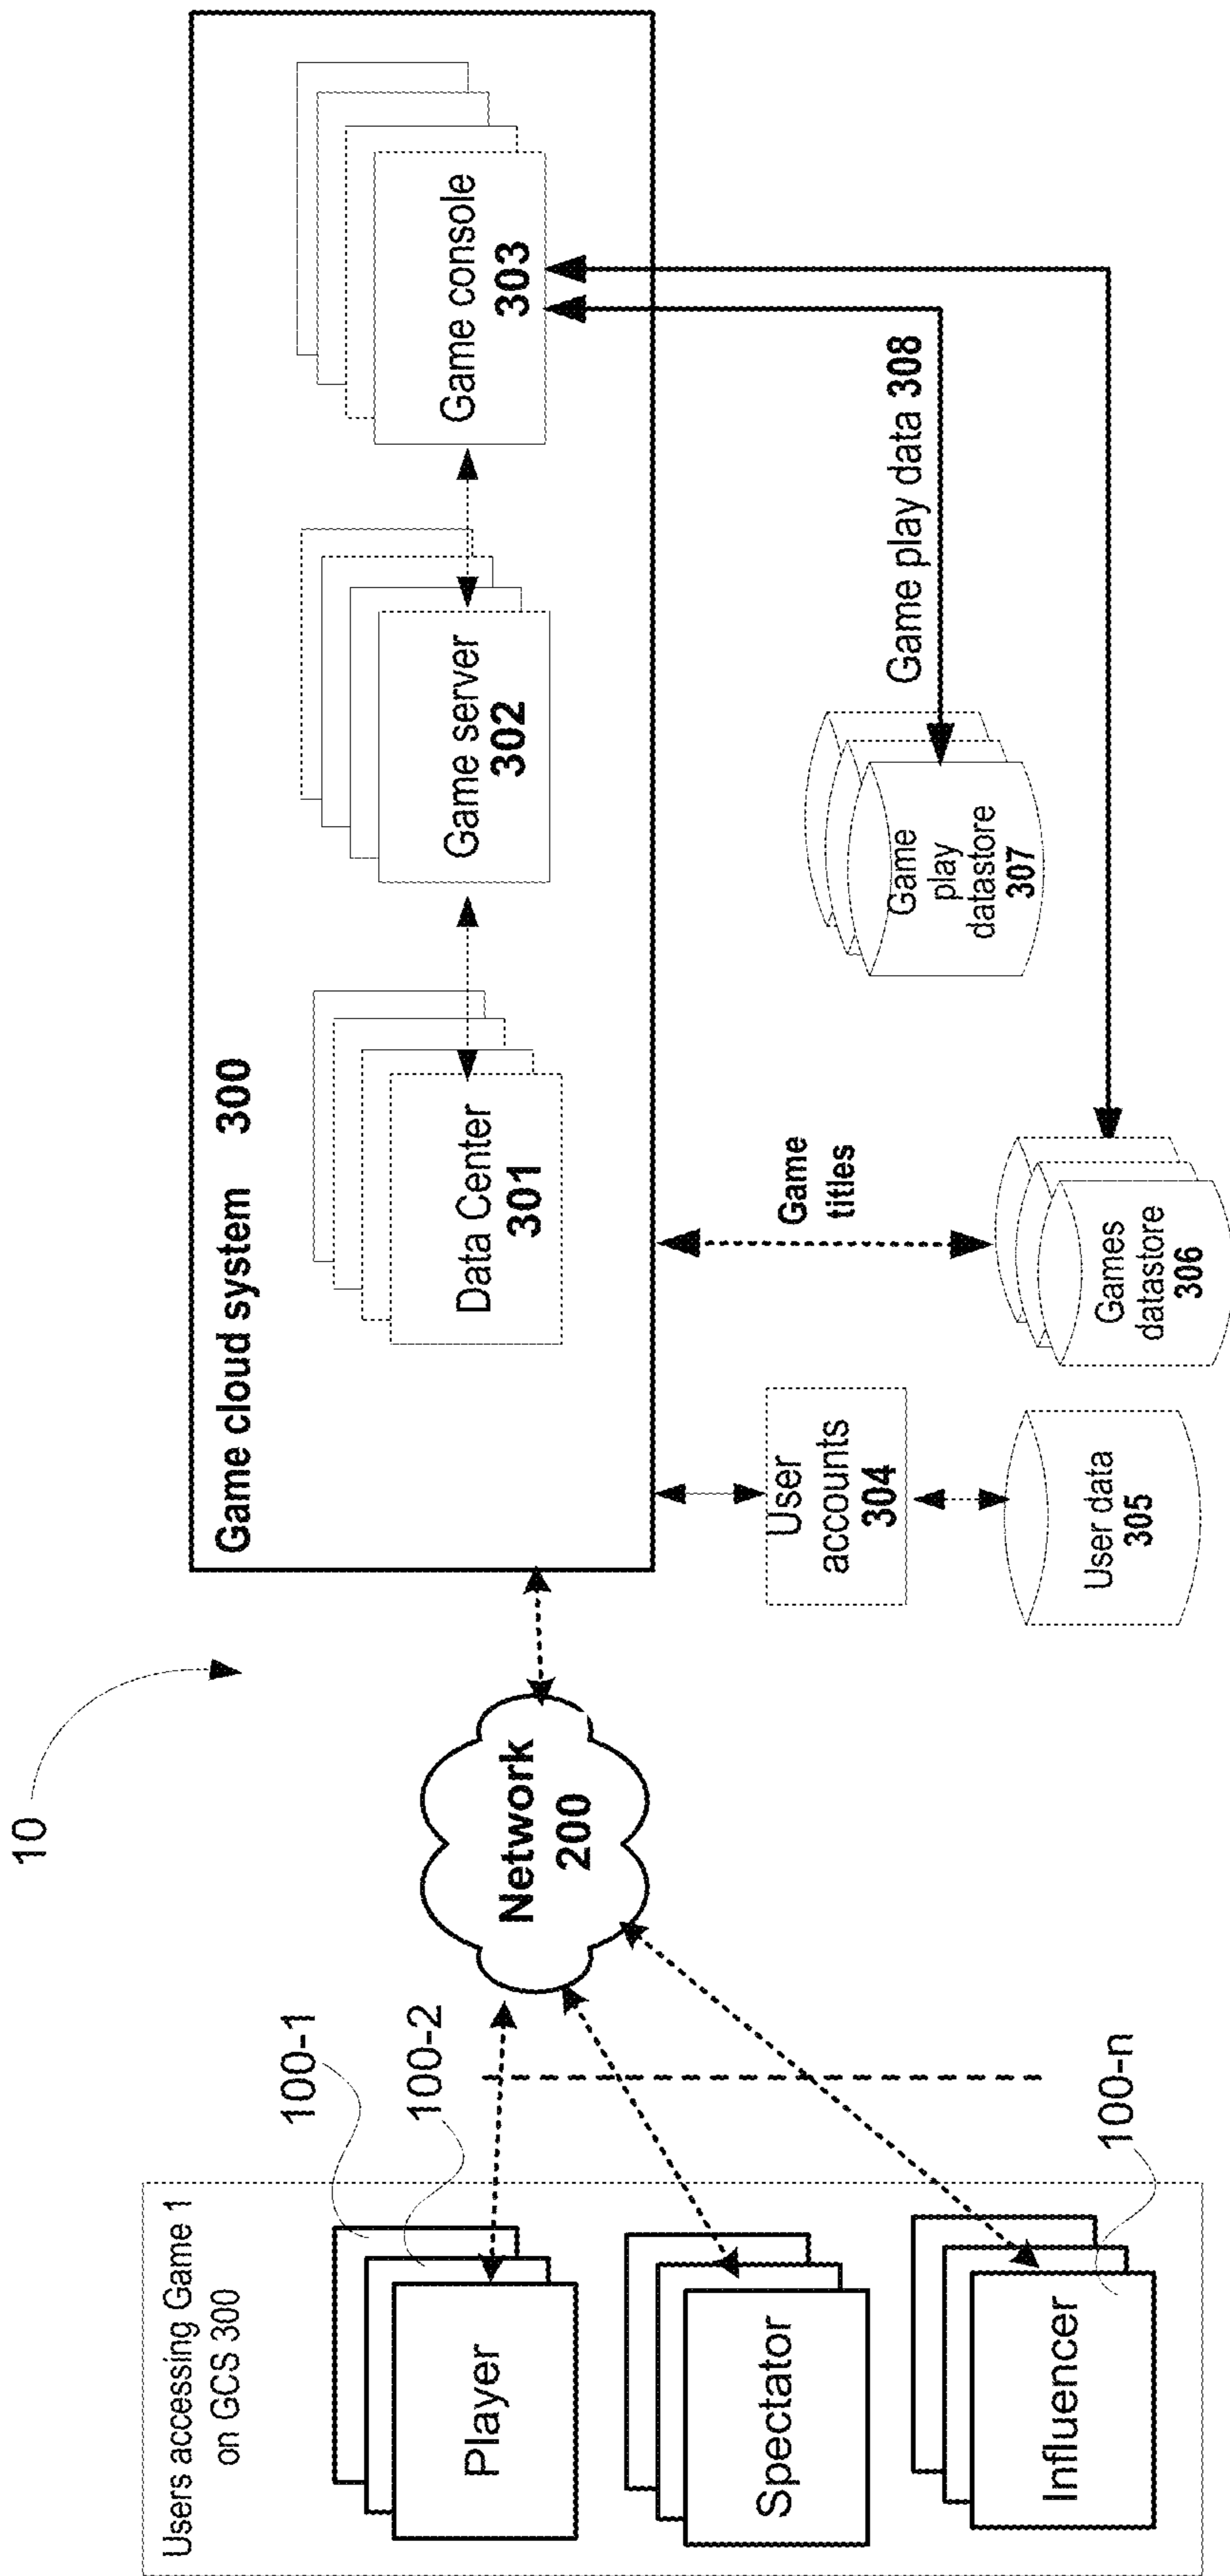 10
Users accessing Game 1
on GCS 300
Player
Spectator
Influencer
100-1
100-2
100-n
Network
200
Game cloud system 300
Data Center
301
Game server
302
Game console
303
User
accounts
304
User data
305
Game
titles
Games
datastore
306
Game
play
datastore
307
Game play data 308